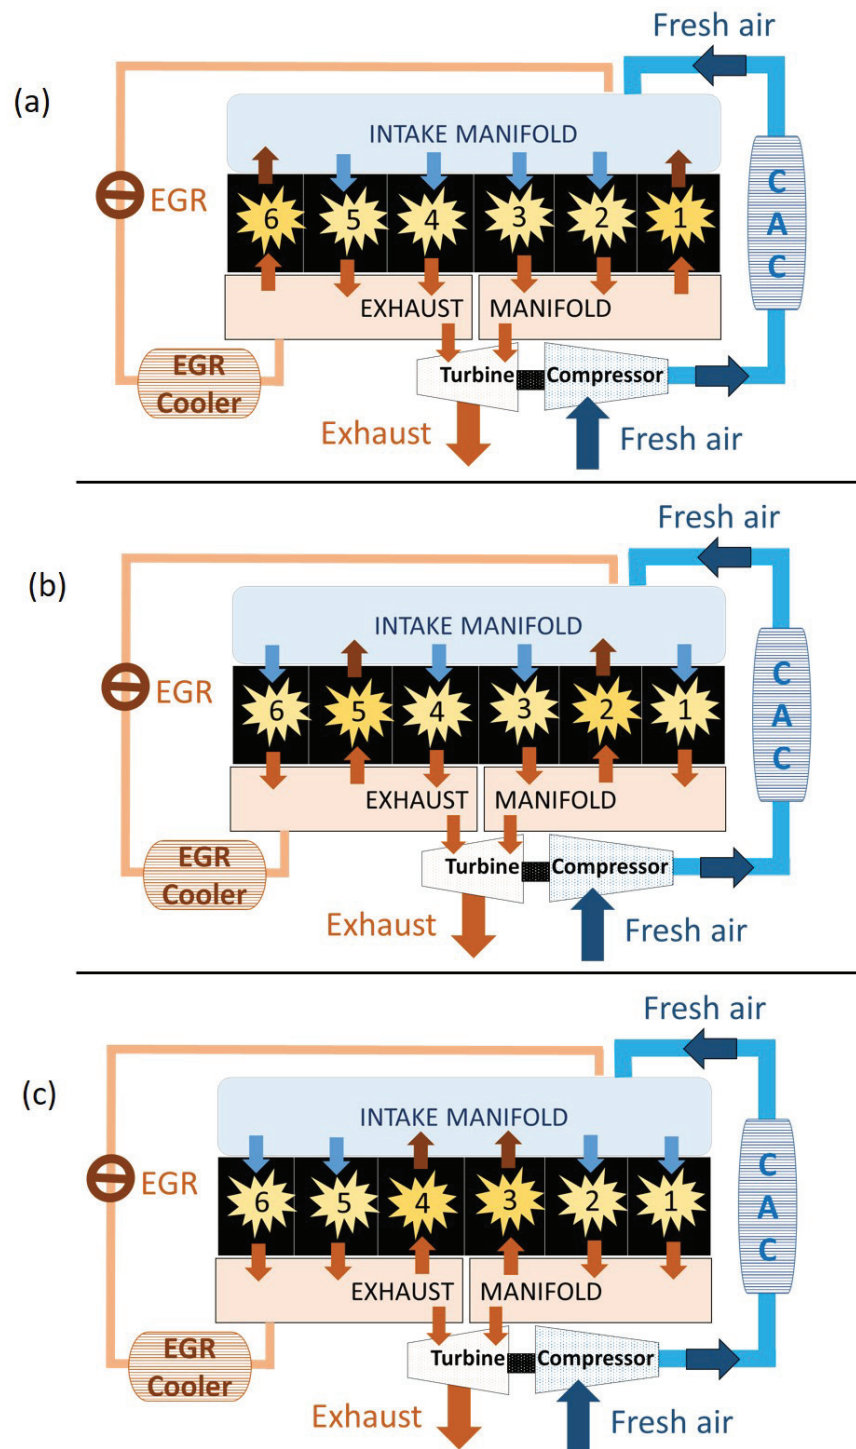 Fresh air
(a)
INTAKE MANIFOLD
EGR
6 5 4 3 2 1
C
A
C
EXHAUST MANIFOLD
EGR
Cooler
Turbine Compressor
Exhaust Fresh air
Fresh air
(b)
INTAKE MANIFOLD
EGR
6 5 4 3 2 1
C
A
C
EXHAUST MANIFOLD
EGR
Cooler
Turbine Compressor
Exhaust Fresh air
Fresh air
(c)
INTAKE MANIFOLD
EGR
6 5 4 3 2 1
C
A
C
EXHAUST MANIFOLD
EGR
Cooler
Turbine Compressor
Exhaust Fresh air